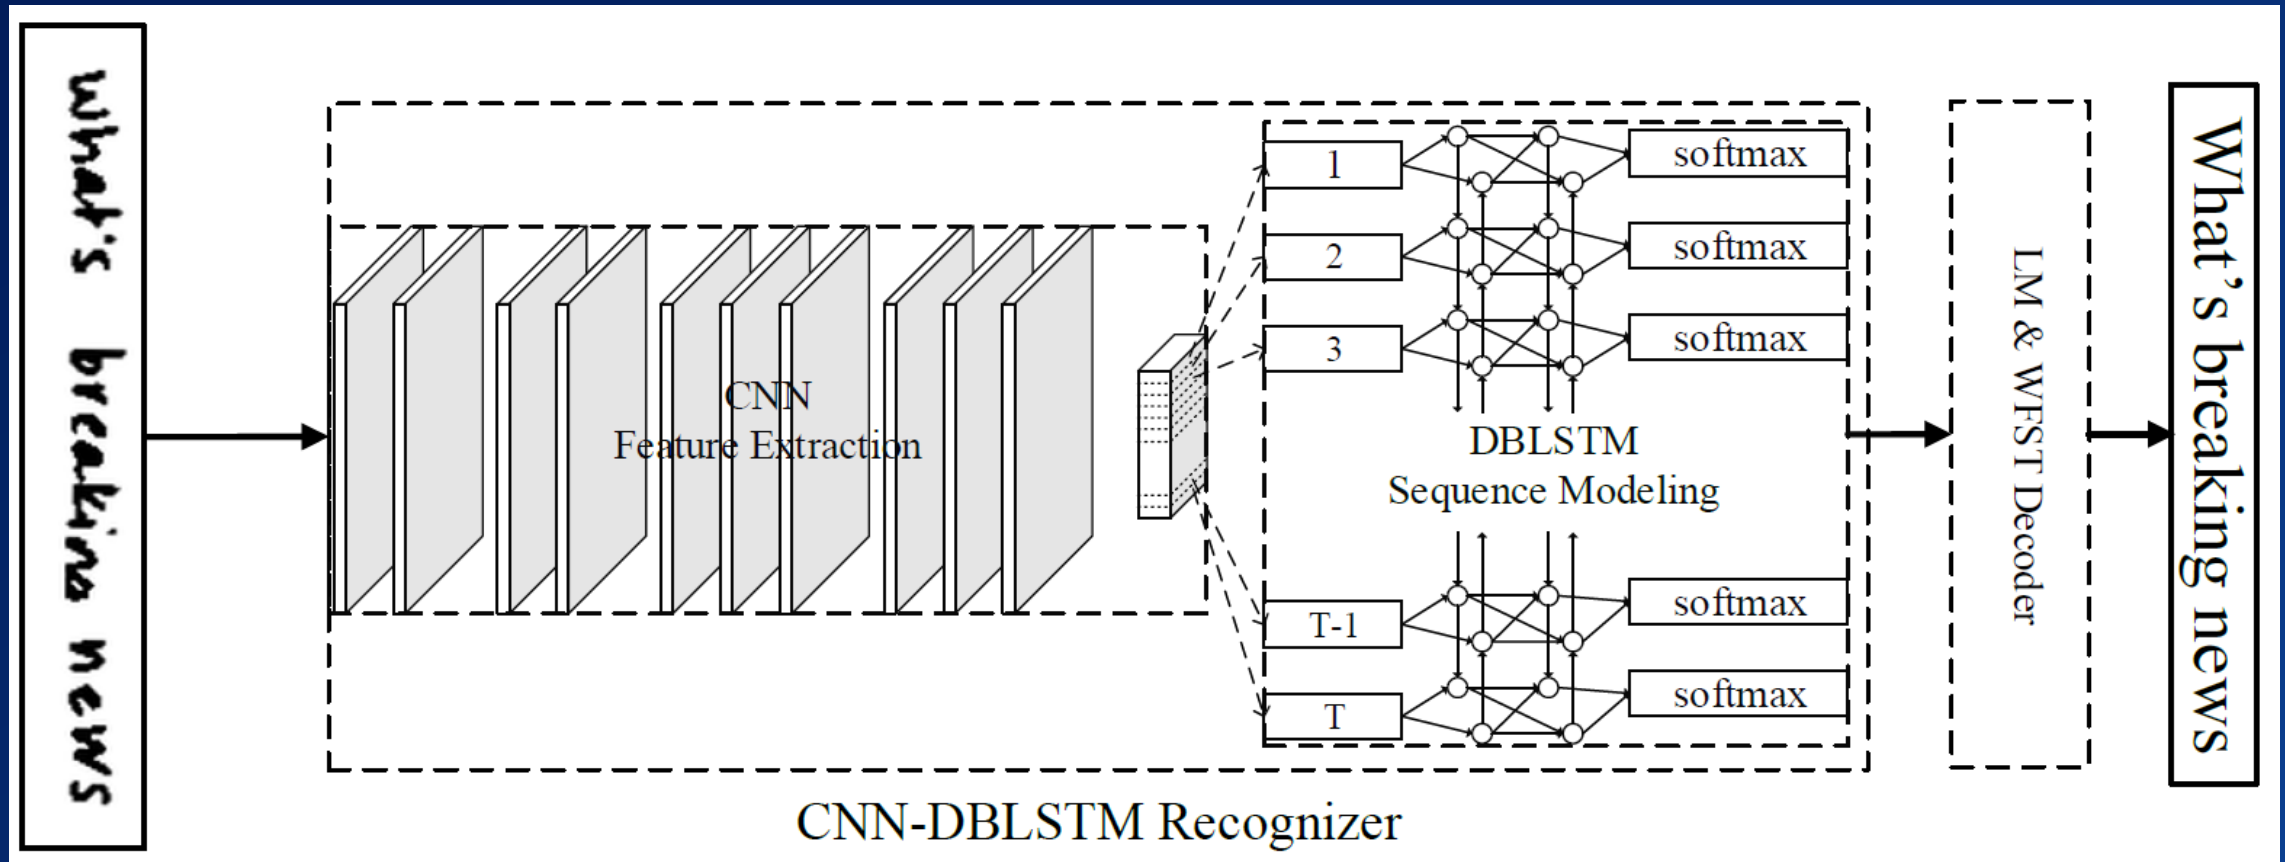 what's breaking news
CNN
Feature Extraction
1
2
3
T-1
T
softmax
softmax
softmax
DBLSTM
Sequence Modeling
softmax
softmax
LM & WFST Decoder
What’s breaking news
CNN-DBLSTM Recognizer